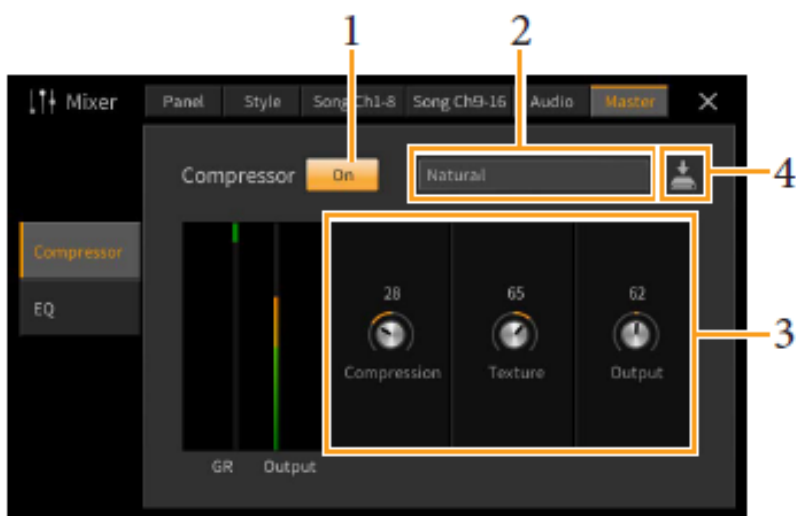 1 2
Mixer Panel Style Song Ch1-8 Song Ch9-16 Audio Master
Compressor On Natural 4
Compressor
EQ
28 65 62
Compression Texture Output 3
GR Output